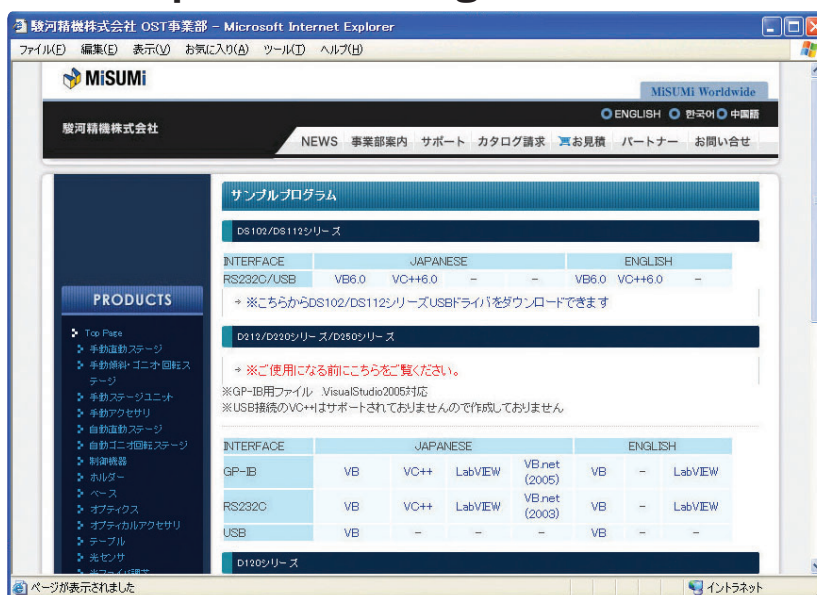 駿河精機株式会社 OST事業部 - Microsoft Internet Explorer
ファイル(F) 編集(E) 表示(V) お気に入り(A) ツール(T) ヘルプ(H)
MiSUMi
MiSUMi Worldwide
ENGLISH 한국어 中国語
駿河精機株式会社
NEWS 事業部案内 サポート カタログ請求 お見積 パートナー お問い合せ
サンプルプログラム
DS102/DS112シリーズ
INTERFACE JAPANESE ENGLISH
RS232C/USB VB6.0 VC++6.0 - - VB6.0 VC++6.0 -
※こちらからDS102/DS112シリーズUSBドライバをダウンロードできます
PRODUCTS
Top Page
手動直動ステージ
手動傾斜・ゴニオ・回転ステージ
手動ステージユニット
手動アクセサリ
自動直動ステージ
自動ゴニオ回転ステージ
制御機器
ホルダー
ベース
オプティクス
オプティカルアクセサリ
テーブル
光センサ
D212/D220シリーズ/D250シリーズ
※ご使用になる前にこちらをご覧ください。
※GP-IB用ファイル :VisualStudio2005対応
※USB接続のVC++はサポートされておりませんので作成しておりません
INTERFACE JAPANESE ENGLISH
GP-IB VB VC++ LabVIEW VB.net (2005) VB - LabVIEW
RS232C VB VC++ LabVIEW VB.net (2003) VB - LabVIEW
USB VB - - - VB - -
D120シリーズ
ページが表示されました イントラネット